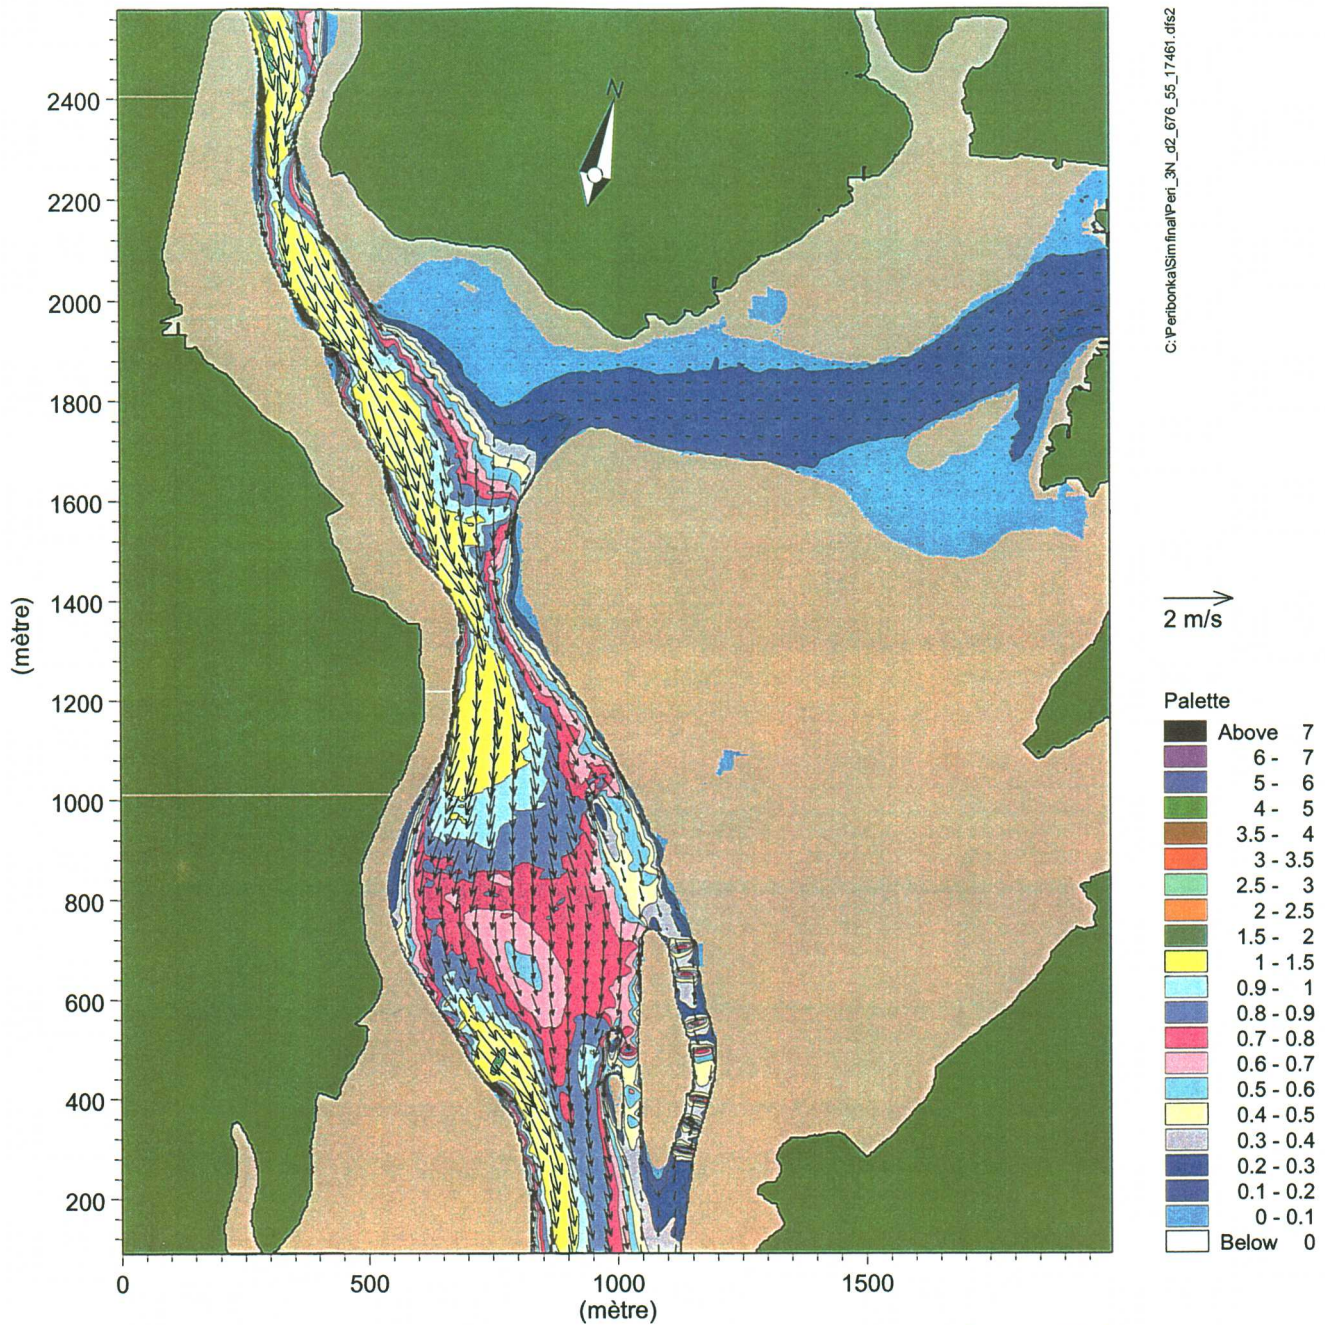 N
2400
2200
2000
1800
1600
1400
1200
1000
800
600
400
200
(mètre)
0
500
1000
1500
(mètre)
C:\Peribonka\Simfinal\Peri_3N_d2_676_55_17461.dfs2
2 m/s
Palette
Above 7
6 - 7
5 - 6
4 - 5
3.5 - 4
3 - 3.5
2.5 - 3
2 - 2.5
1.5 - 2
1 - 1.5
0.9 - 1
0.8 - 0.9
0.7 - 0.8
0.6 - 0.7
0.5 - 0.6
0.4 - 0.5
0.3 - 0.4
0.2 - 0.3
0.1 - 0.2
0 - 0.1
Below 0